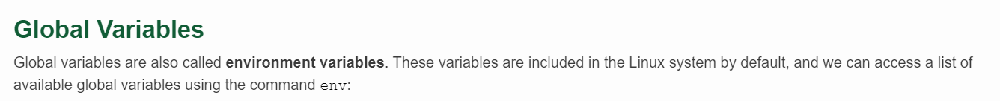 Global Variables
Global variables are also called environment variables. These variables are included in the Linux system by default, and we can access a list of
available global variables using the command env: